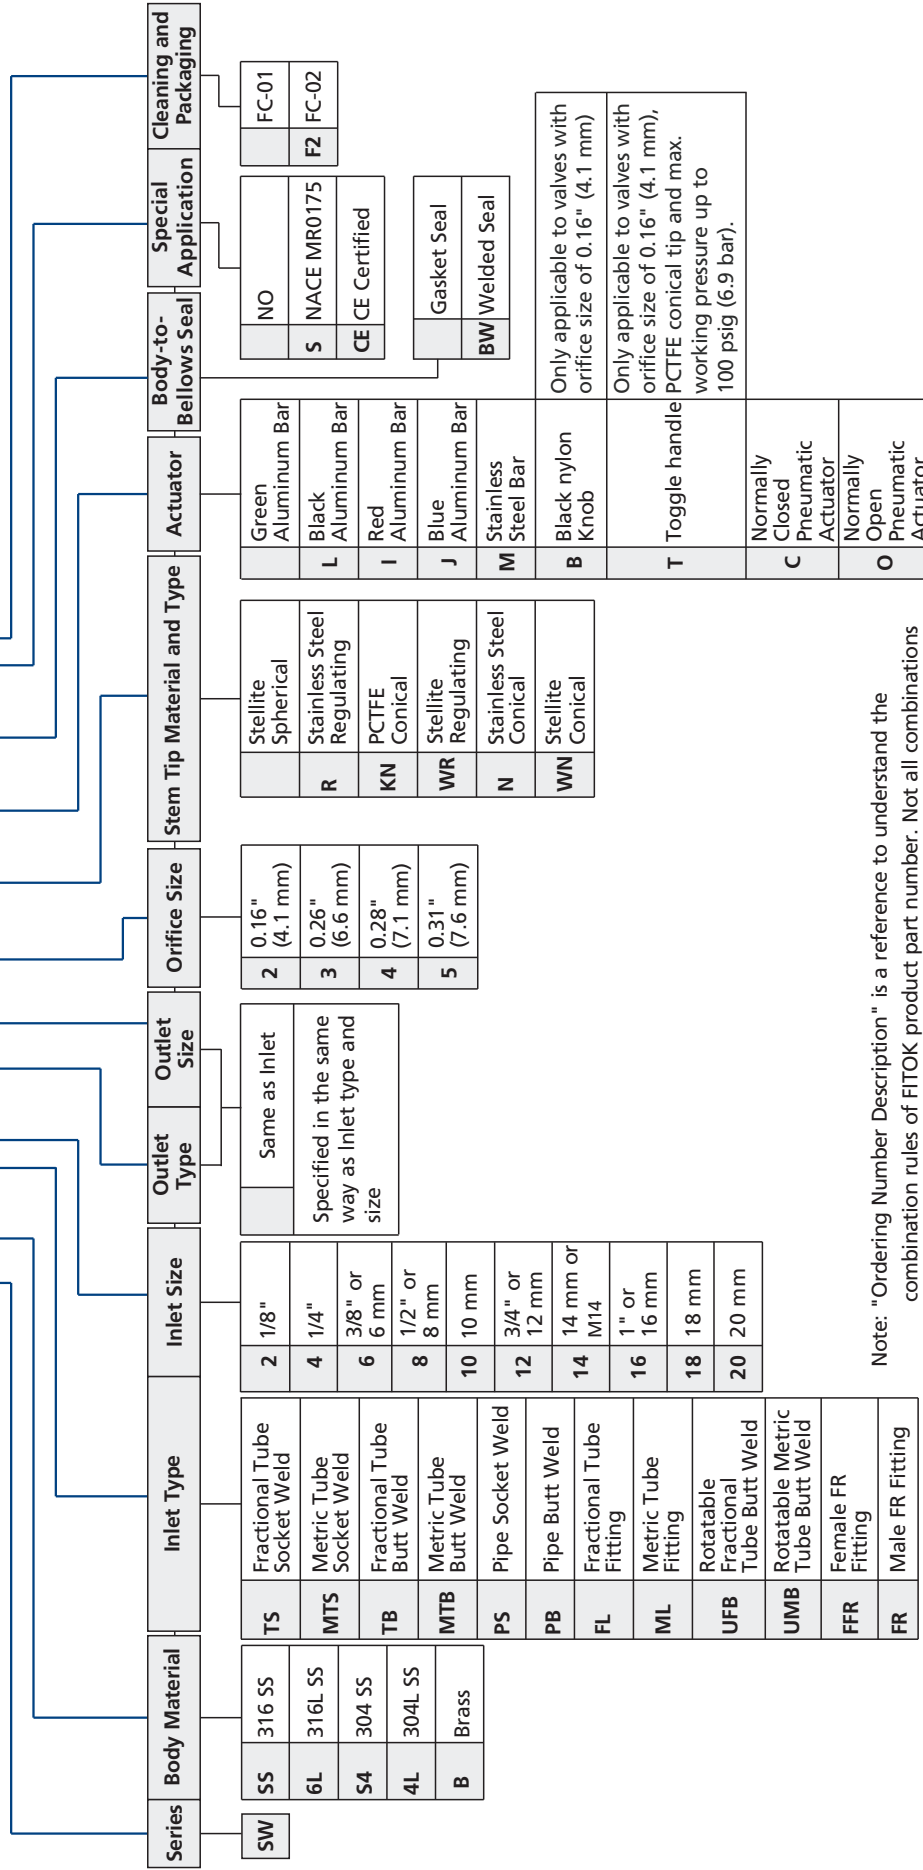 Series
SW
Body Material
SS 316 SS
6L 316L SS
S4 304 SS
4L 304L SS
B Brass
Inlet Type
TS Fractional Tube
Socket Weld
MTS Metric Tube
Socket Weld
TB Fractional Tube
Butt Weld
MTB Metric Tube
Butt Weld
PS Pipe Socket Weld
PB Pipe Butt Weld
FL Fractional Tube
Fitting
ML Metric Tube
Fitting
UFB Rotatable
Fractional
Tube Butt Weld
UMB Rotatable Metric
Tube Butt Weld
FFR Female FR
Fitting
FR Male FR Fitting
Inlet Size
2 1/8"
4 1/4"
6 3/8" or
6 mm
8 1/2" or
8 mm
10 10 mm
12 3/4" or
12 mm
14 14 mm or
M14
16 1" or
16 mm
18 18 mm
20 20 mm
Outlet
Type
Outlet
Size
Same as Inlet
Specified in the same
way as Inlet type and
size
Orifice Size
2 0.16"
(4.1 mm)
3 0.26"
(6.6 mm)
4 0.28"
(7.1 mm)
5 0.31"
(7.6 mm)
Stem Tip Material and Type
Stellite
Spherical
R Stainless Steel
Regulating
KN PCTFE
Conical
WR Stellite
Regulating
N Stainless Steel
Conical
WN Stellite
Conical
Actuator
Green
Aluminum Bar
L Black
Aluminum Bar
I Red
Aluminum Bar
J Blue
Aluminum Bar
M Stainless
Steel Bar
B Black nylon
Knob
Only applicable to valves with
orifice size of 0.16" (4.1 mm)
T Toggle handle
Only applicable to valves with
orifice size of 0.16" (4.1 mm),
PCTFE conical tip and max.
working pressure up to
100 psig (6.9 bar).
C Normally
Closed
Pneumatic
Actuator
O Normally
Open
Pneumatic
Actuator
Body-to-
Bellows Seal
Gasket Seal
BW Welded Seal
Special
Application
NO
S NACE MR0175
CE CE Certified
Cleaning and
Packaging
FC-01
F2 FC-02
Note: "Ordering Number Description" is a reference to understand the
combination rules of FITOK product part number. Not all combinations